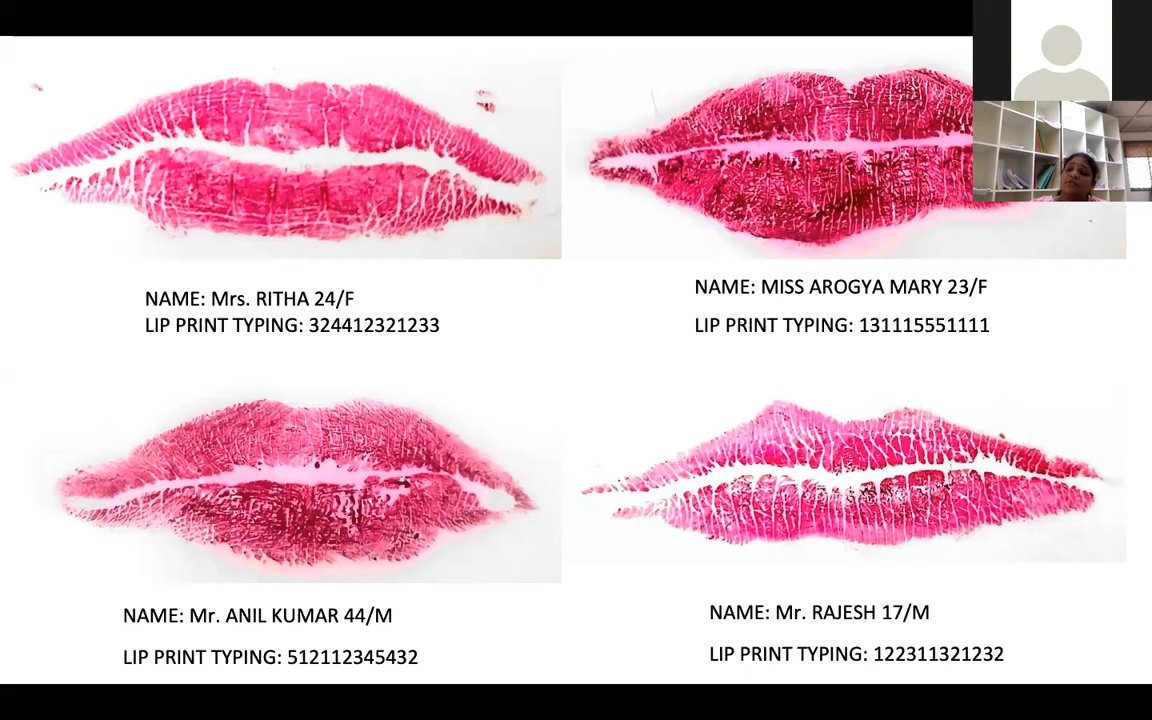 NAME: Mrs. RITHA 24/F
LIP PRINT TYPING: 324412321233
NAME: MISS AROGYA MARY 23/F
LIP PRINT TYPING: 131115551111
NAME: Mr. ANIL KUMAR 44/M
LIP PRINT TYPING: 512112345432
NAME: Mr. RAJESH 17/M
LIP PRINT TYPING: 122311321232